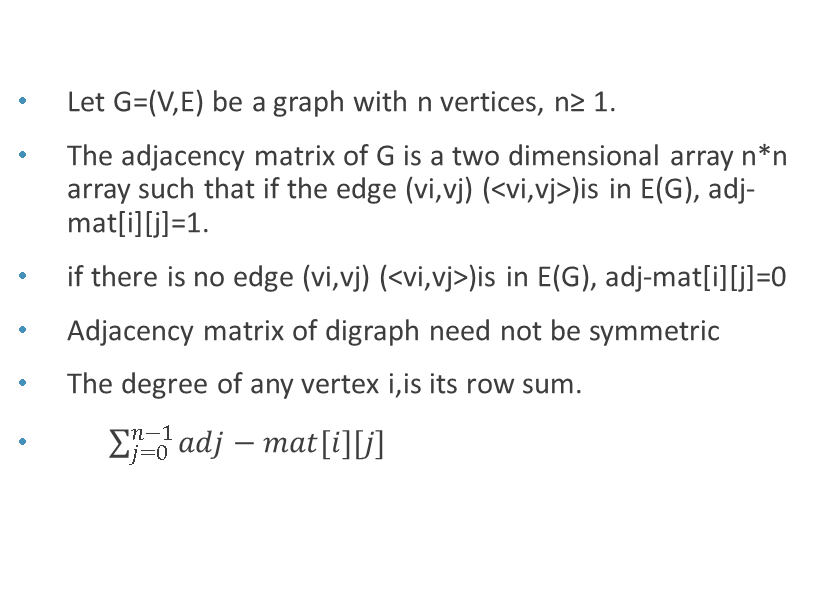 • Let G=(V,E) be a graph with n vertices, n≥ 1.
• The adjacency matrix of G is a two dimensional array n*n
array such that if the edge (vi,vj) (<vi,vj>)is in E(G), adj-
mat[i][j]=1.
• if there is no edge (vi,vj) (<vi,vj>)is in E(G), adj-mat[i][j]=0
• Adjacency matrix of digraph need not be symmetric
• The degree of any vertex i,is its row sum.
• ∑_{j=0}^{n−1} adj − mat[i][j]